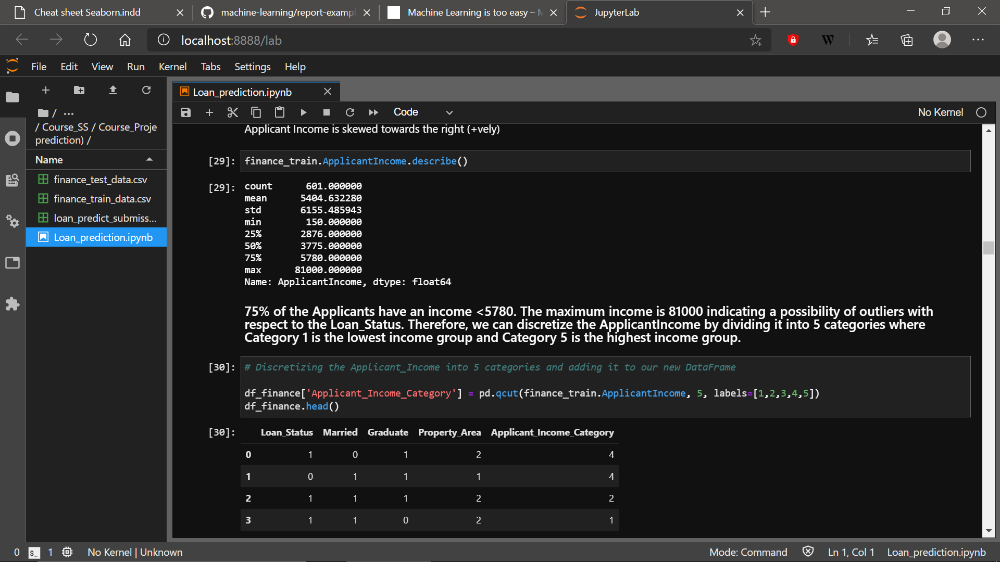 Cheat sheet Seaborn.indd
machine-learning/report-exampl
Machine Learning is too easy –
JupyterLab
localhost:8888/lab
W
File Edit View Run Kernel Tabs Settings Help
/ ...
/ Course_SS / Course_Proje
prediction) /
Name
finance_test_data.csv
finance_train_data.csv
loan_predict_submiss...
Loan_prediction.ipynb
Loan_prediction.ipynb
Code
No Kernel
Applicant Income is skewed towards the right (+vely)
[29]: finance_train.ApplicantIncome.describe()
[29]: count 601.000000
mean 5404.632280
std 6155.485943
min 150.000000
25% 2876.000000
50% 3775.000000
75% 5780.000000
max 81000.000000
Name: ApplicantIncome, dtype: float64
75% of the Applicants have an income <5780. The maximum income is 81000 indicating a possibility of outliers with
respect to the Loan_Status. Therefore, we can discretize the ApplicantIncome by dividing it into 5 categories where
Category 1 is the lowest income group and Category 5 is the highest income group.
[30]: # Discretizing the Applicant_Income into 5 categories and adding it to our new DataFrame
df_finance['Applicant_Income_Category'] = pd.qcut(finance_train.ApplicantIncome, 5, labels=[1,2,3,4,5])
df_finance.head()
[30]: Loan_Status Married Graduate Property_Area Applicant_Income_Category
0 1 0 1 2 4
1 0 1 1 1 4
2 1 1 1 2 2
3 1 1 0 2 1
0 $_ 1 No Kernel | Unknown
Mode: Command Ln 1, Col 1 Loan_prediction.ipynb